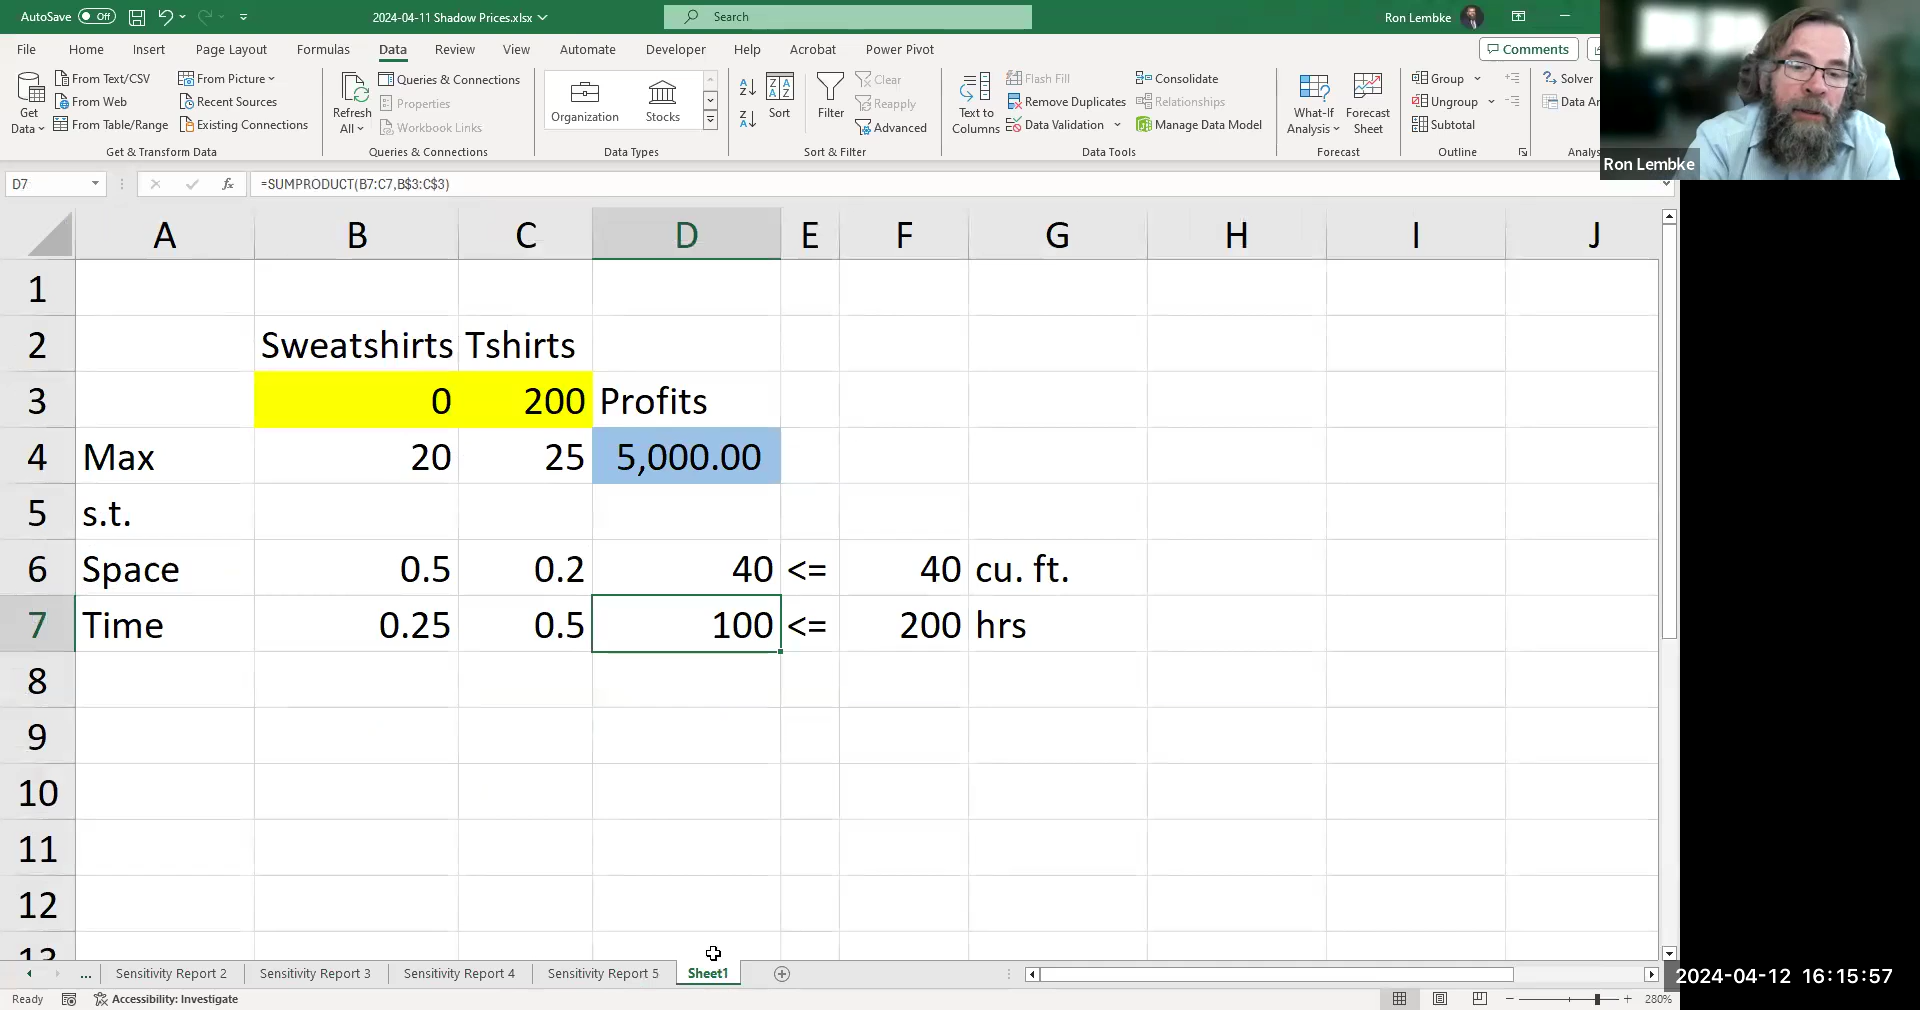 AutoSave Off 2024-04-11 Shadow Prices.xlsx Search Ron Lembke
File Home Insert Page Layout Formulas Data Review View Automate Developer Help Acrobat Power Pivot Comments
Get Data
From Text/CSV
From Web
From Table/Range
From Picture
Recent Sources
Existing Connections
Get & Transform Data
Refresh All
Queries & Connections
Properties
Workbook Links
Queries & Connections
Organization Stocks
Data Types
Sort
Filter
Clear
Reapply
Advanced
Sort & Filter
Text to Columns
Flash Fill
Remove Duplicates
Data Validation
Consolidate
Relationships
Manage Data Model
Data Tools
What-If Analysis
Forecast Sheet
Forecast
Group
Ungroup
Subtotal
Outline
Solver
Data An
Analys
Ron Lembke
D7 fx =SUMPRODUCT(B7:C7,B$3:C$3)
A B C D E F G H I J
1
2 Sweatshirts Tshirts
3 0 200 Profits
4 Max 20 25 5,000.00
5 s.t.
6 Space 0.5 0.2 40 <= 40 cu. ft.
7 Time 0.25 0.5 100 <= 200 hrs
8
9
10
11
12
13
... Sensitivity Report 2 Sensitivity Report 3 Sensitivity Report 4 Sensitivity Report 5 Sheet1
2024-04-12 16:15:57
Ready Accessibility: Investigate 280%